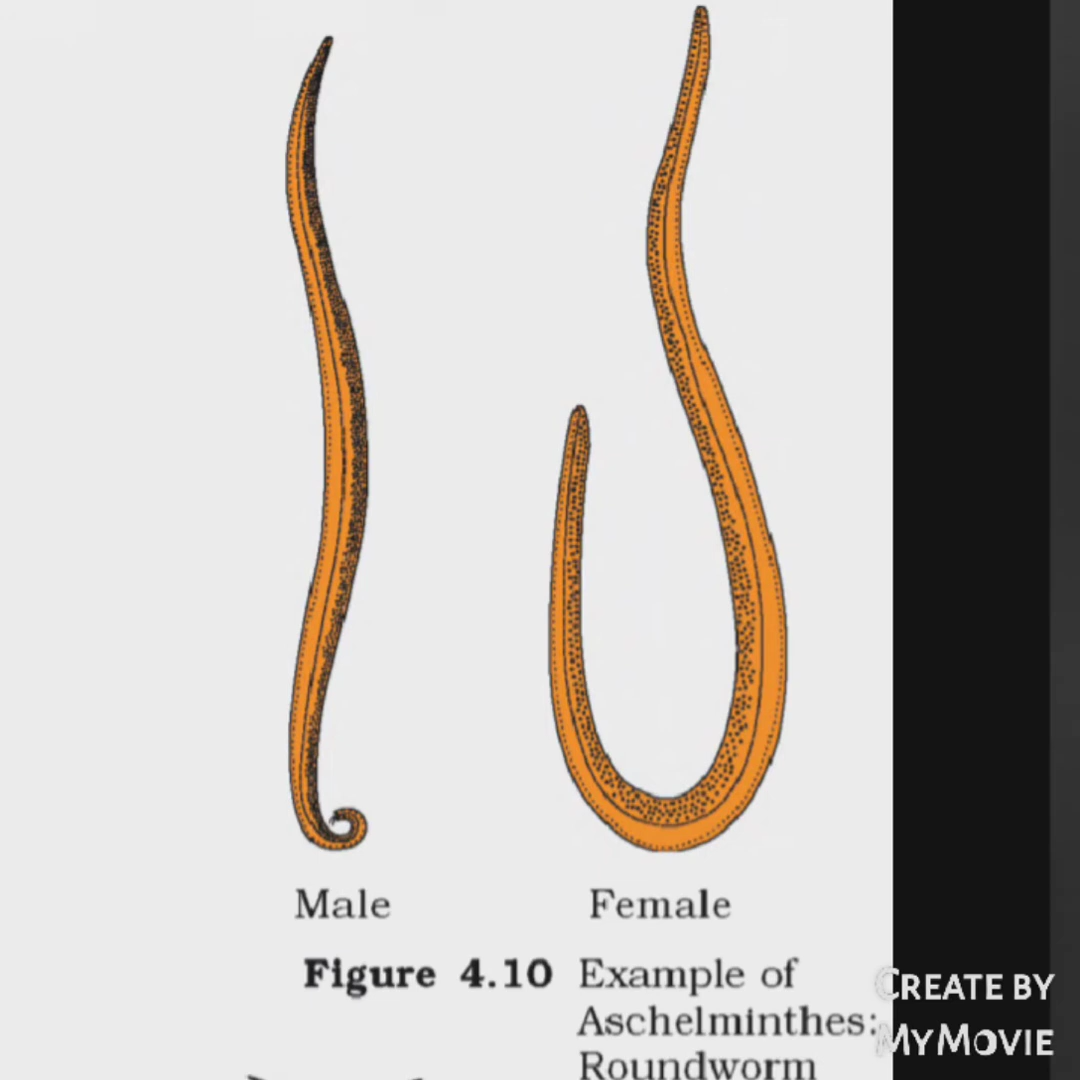 Male Female
Figure 4.10 Example of
Aschelminthes:
Roundworm
CREATE BY
MYMOVIE